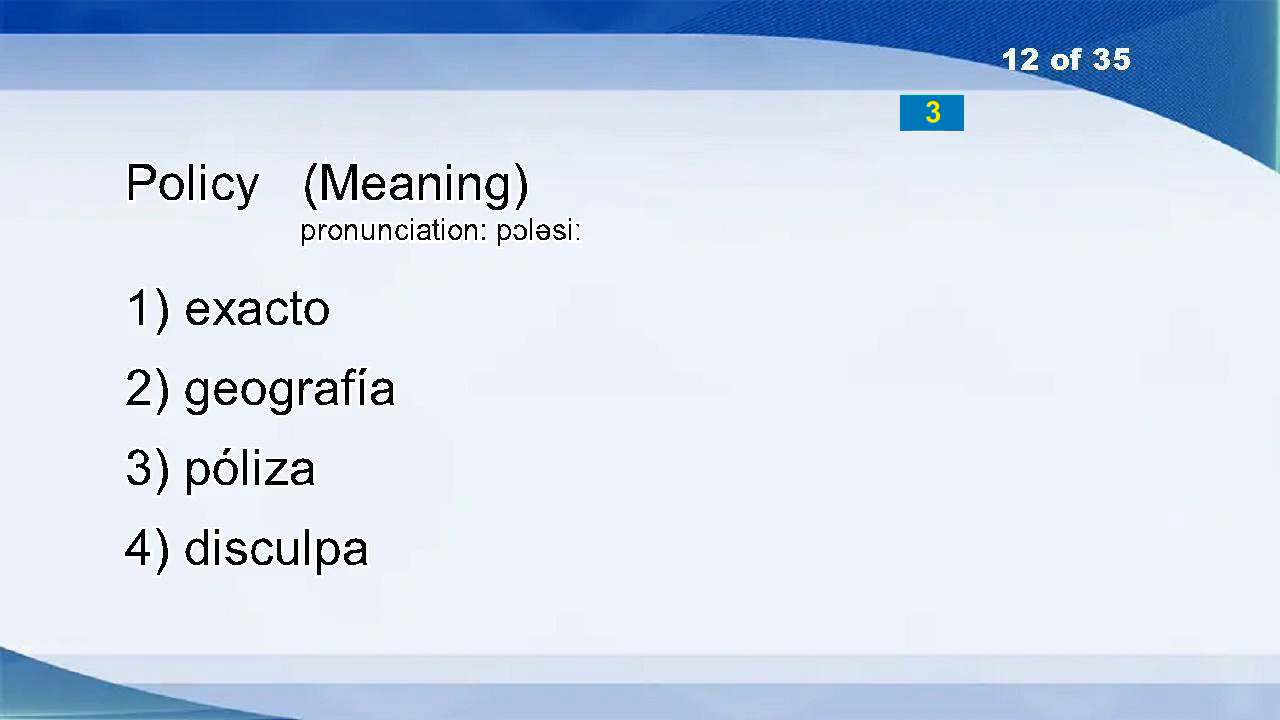 12 of 35
3
Policy (Meaning)
pronunciation: pɔləsi:
1) exacto
2) geografía
3) póliza
4) disculpa